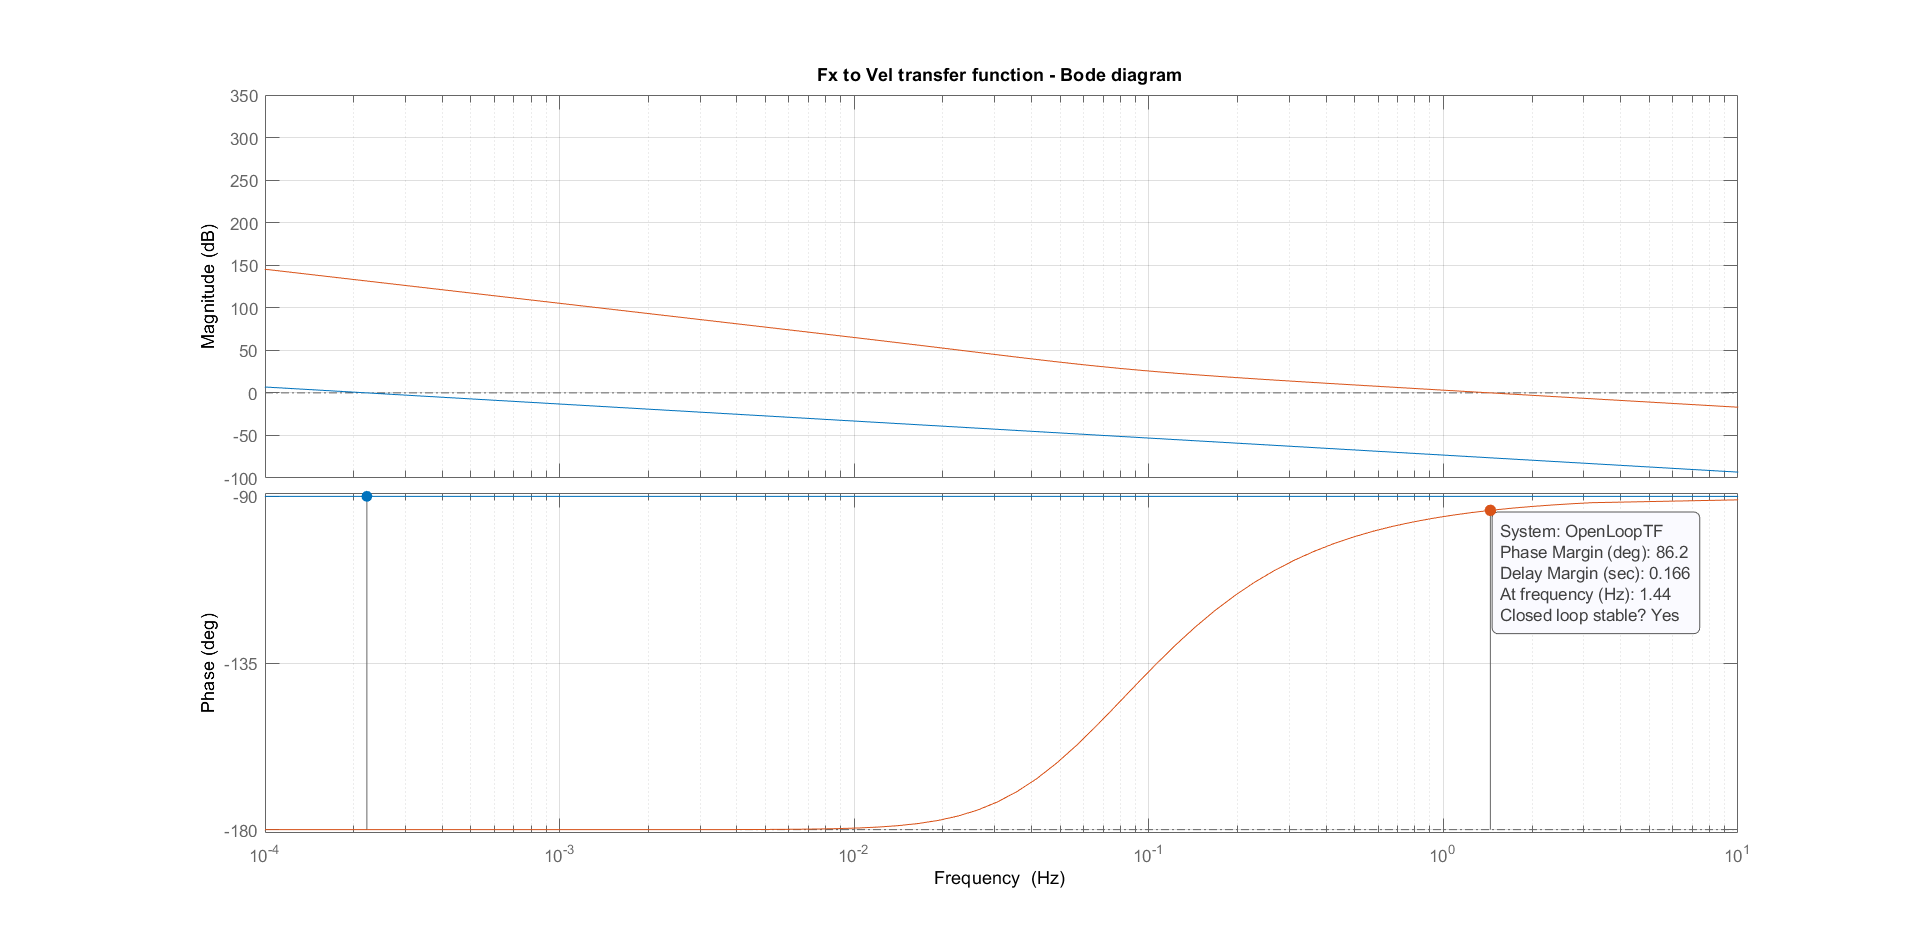 Fx to Vel transfer function - Bode diagram
350
300
250
200
150
100
50
0
-50
-100
Magnitude (dB)
-90
-135
-180
Phase (deg)
System: OpenLoopTF
Phase Margin (deg): 86.2
Delay Margin (sec): 0.166
At frequency (Hz): 1.44
Closed loop stable? Yes
10^-4 10^-3 10^-2 10^-1 10^0 10^1
Frequency (Hz)